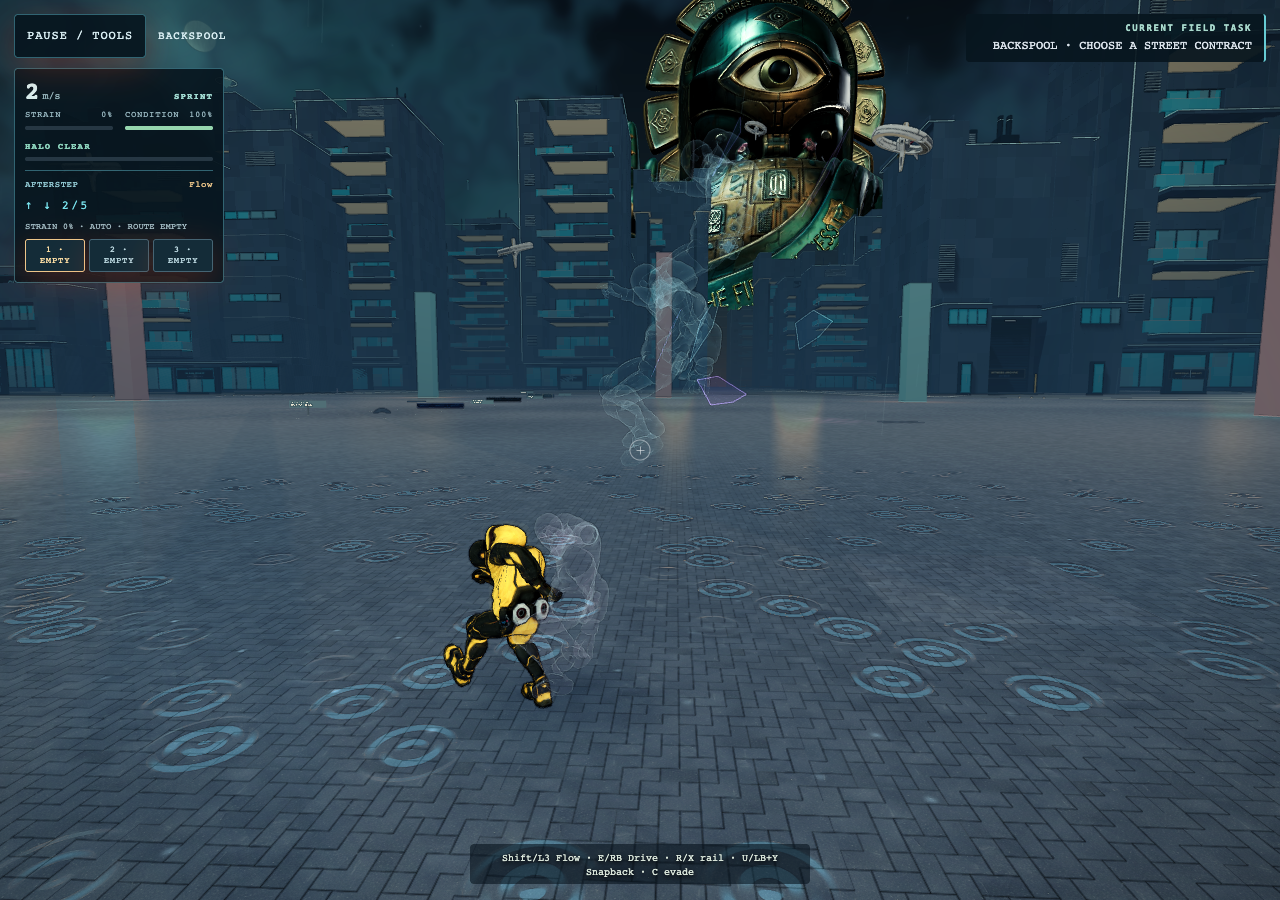 PAUSE / TOOLS
BACKSPOOL
CURRENT FIELD TASK
BACKSPOOL · CHOOSE A STREET CONTRACT
2 m/s
SPRINT
STRAIN 0%
CONDITION 100%
HALO CLEAR
AFTERSTEP
Flow
↑ ↓ 2/5
STRAIN 0% · AUTO · ROUTE EMPTY
1 · EMPTY
2 · EMPTY
3 · EMPTY
HE FI
Shift/L3 Flow · E/RB Drive · R/X rail · U/LB+Y
Snapback · C evade